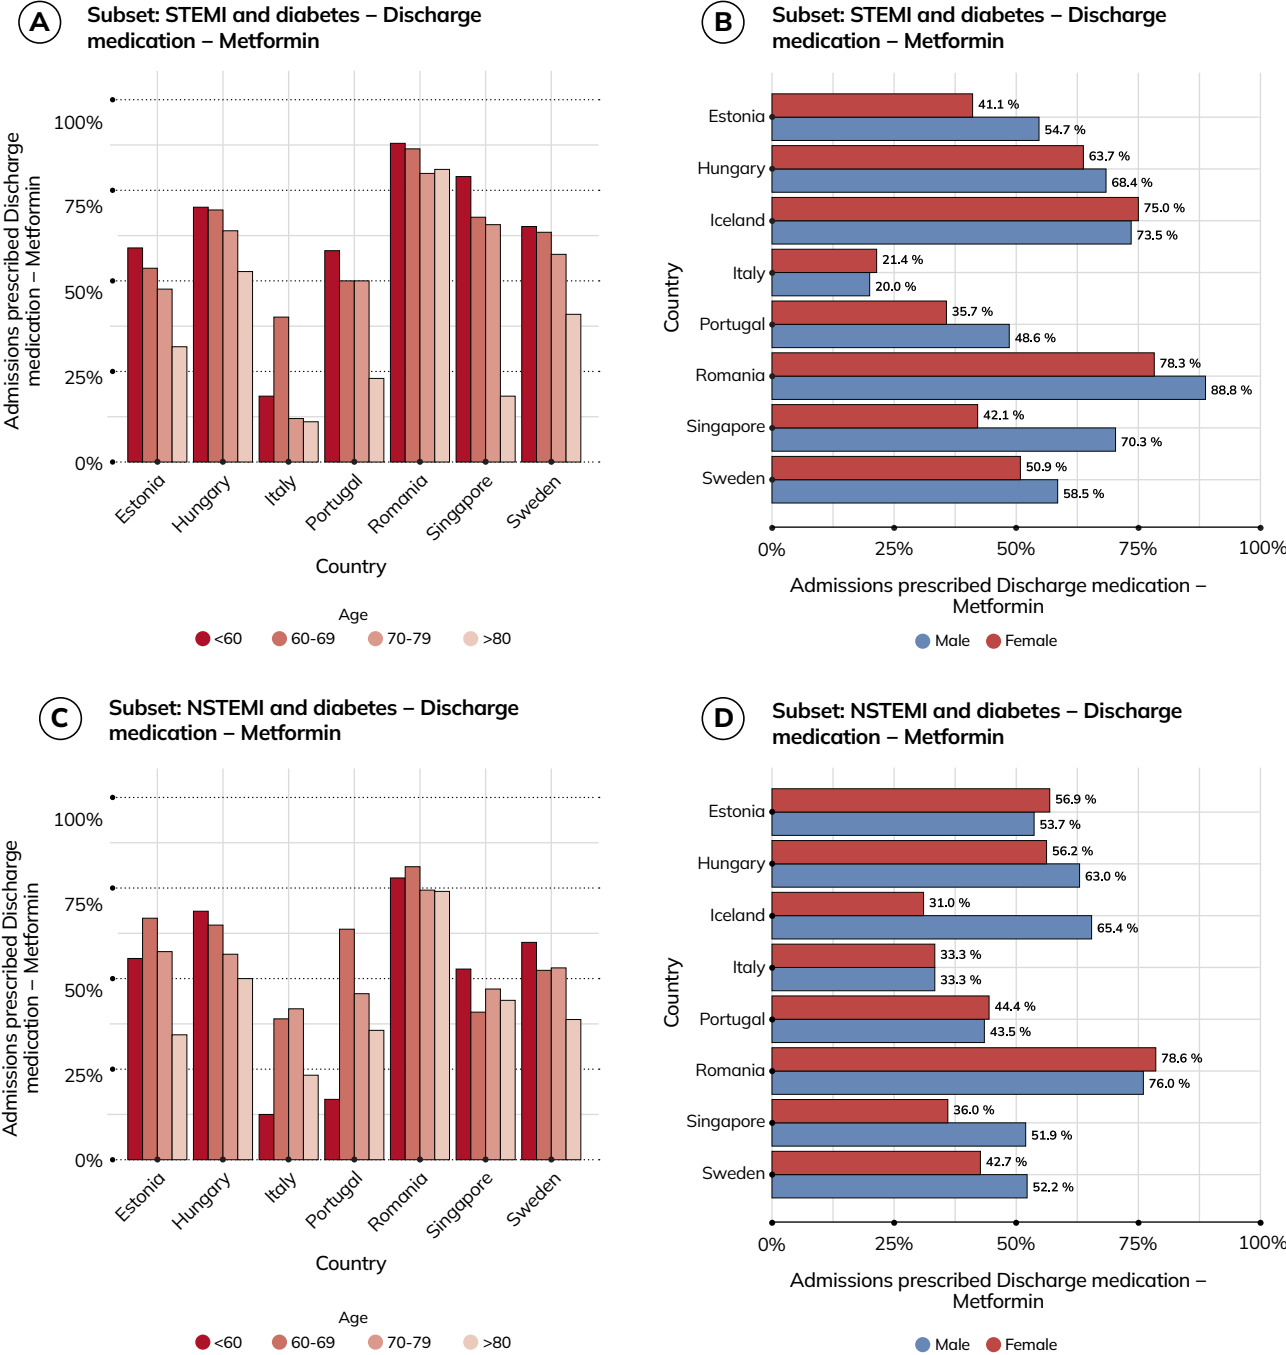 A
Subset: STEMI and diabetes – Discharge
medication – Metformin
Admissions prescribed Discharge
medication – Metformin
100%
75%
50%
25%
0%
Estonia
Hungary
Italy
Portugal
Romania
Singapore
Sweden
Country
Age
<60 60-69 70-79 >80
B
Subset: STEMI and diabetes – Discharge
medication – Metformin
Country
Estonia
41.1 %
54.7 %
Hungary
63.7 %
68.4 %
Iceland
75.0 %
73.5 %
Italy
21.4 %
20.0 %
Portugal
35.7 %
48.6 %
Romania
78.3 %
88.8 %
Singapore
42.1 %
70.3 %
Sweden
50.9 %
58.5 %
0% 25% 50% 75% 100%
Admissions prescribed Discharge medication –
Metformin
Male Female
C
Subset: NSTEMI and diabetes – Discharge
medication – Metformin
Admissions prescribed Discharge
medication – Metformin
100%
75%
50%
25%
0%
Estonia
Hungary
Italy
Portugal
Romania
Singapore
Sweden
Country
Age
<60 60-69 70-79 >80
D
Subset: NSTEMI and diabetes – Discharge
medication – Metformin
Country
Estonia
56.9 %
53.7 %
Hungary
56.2 %
63.0 %
Iceland
31.0 %
65.4 %
Italy
33.3 %
33.3 %
Portugal
44.4 %
43.5 %
Romania
78.6 %
76.0 %
Singapore
36.0 %
51.9 %
Sweden
42.7 %
52.2 %
0% 25% 50% 75% 100%
Admissions prescribed Discharge medication –
Metformin
Male Female